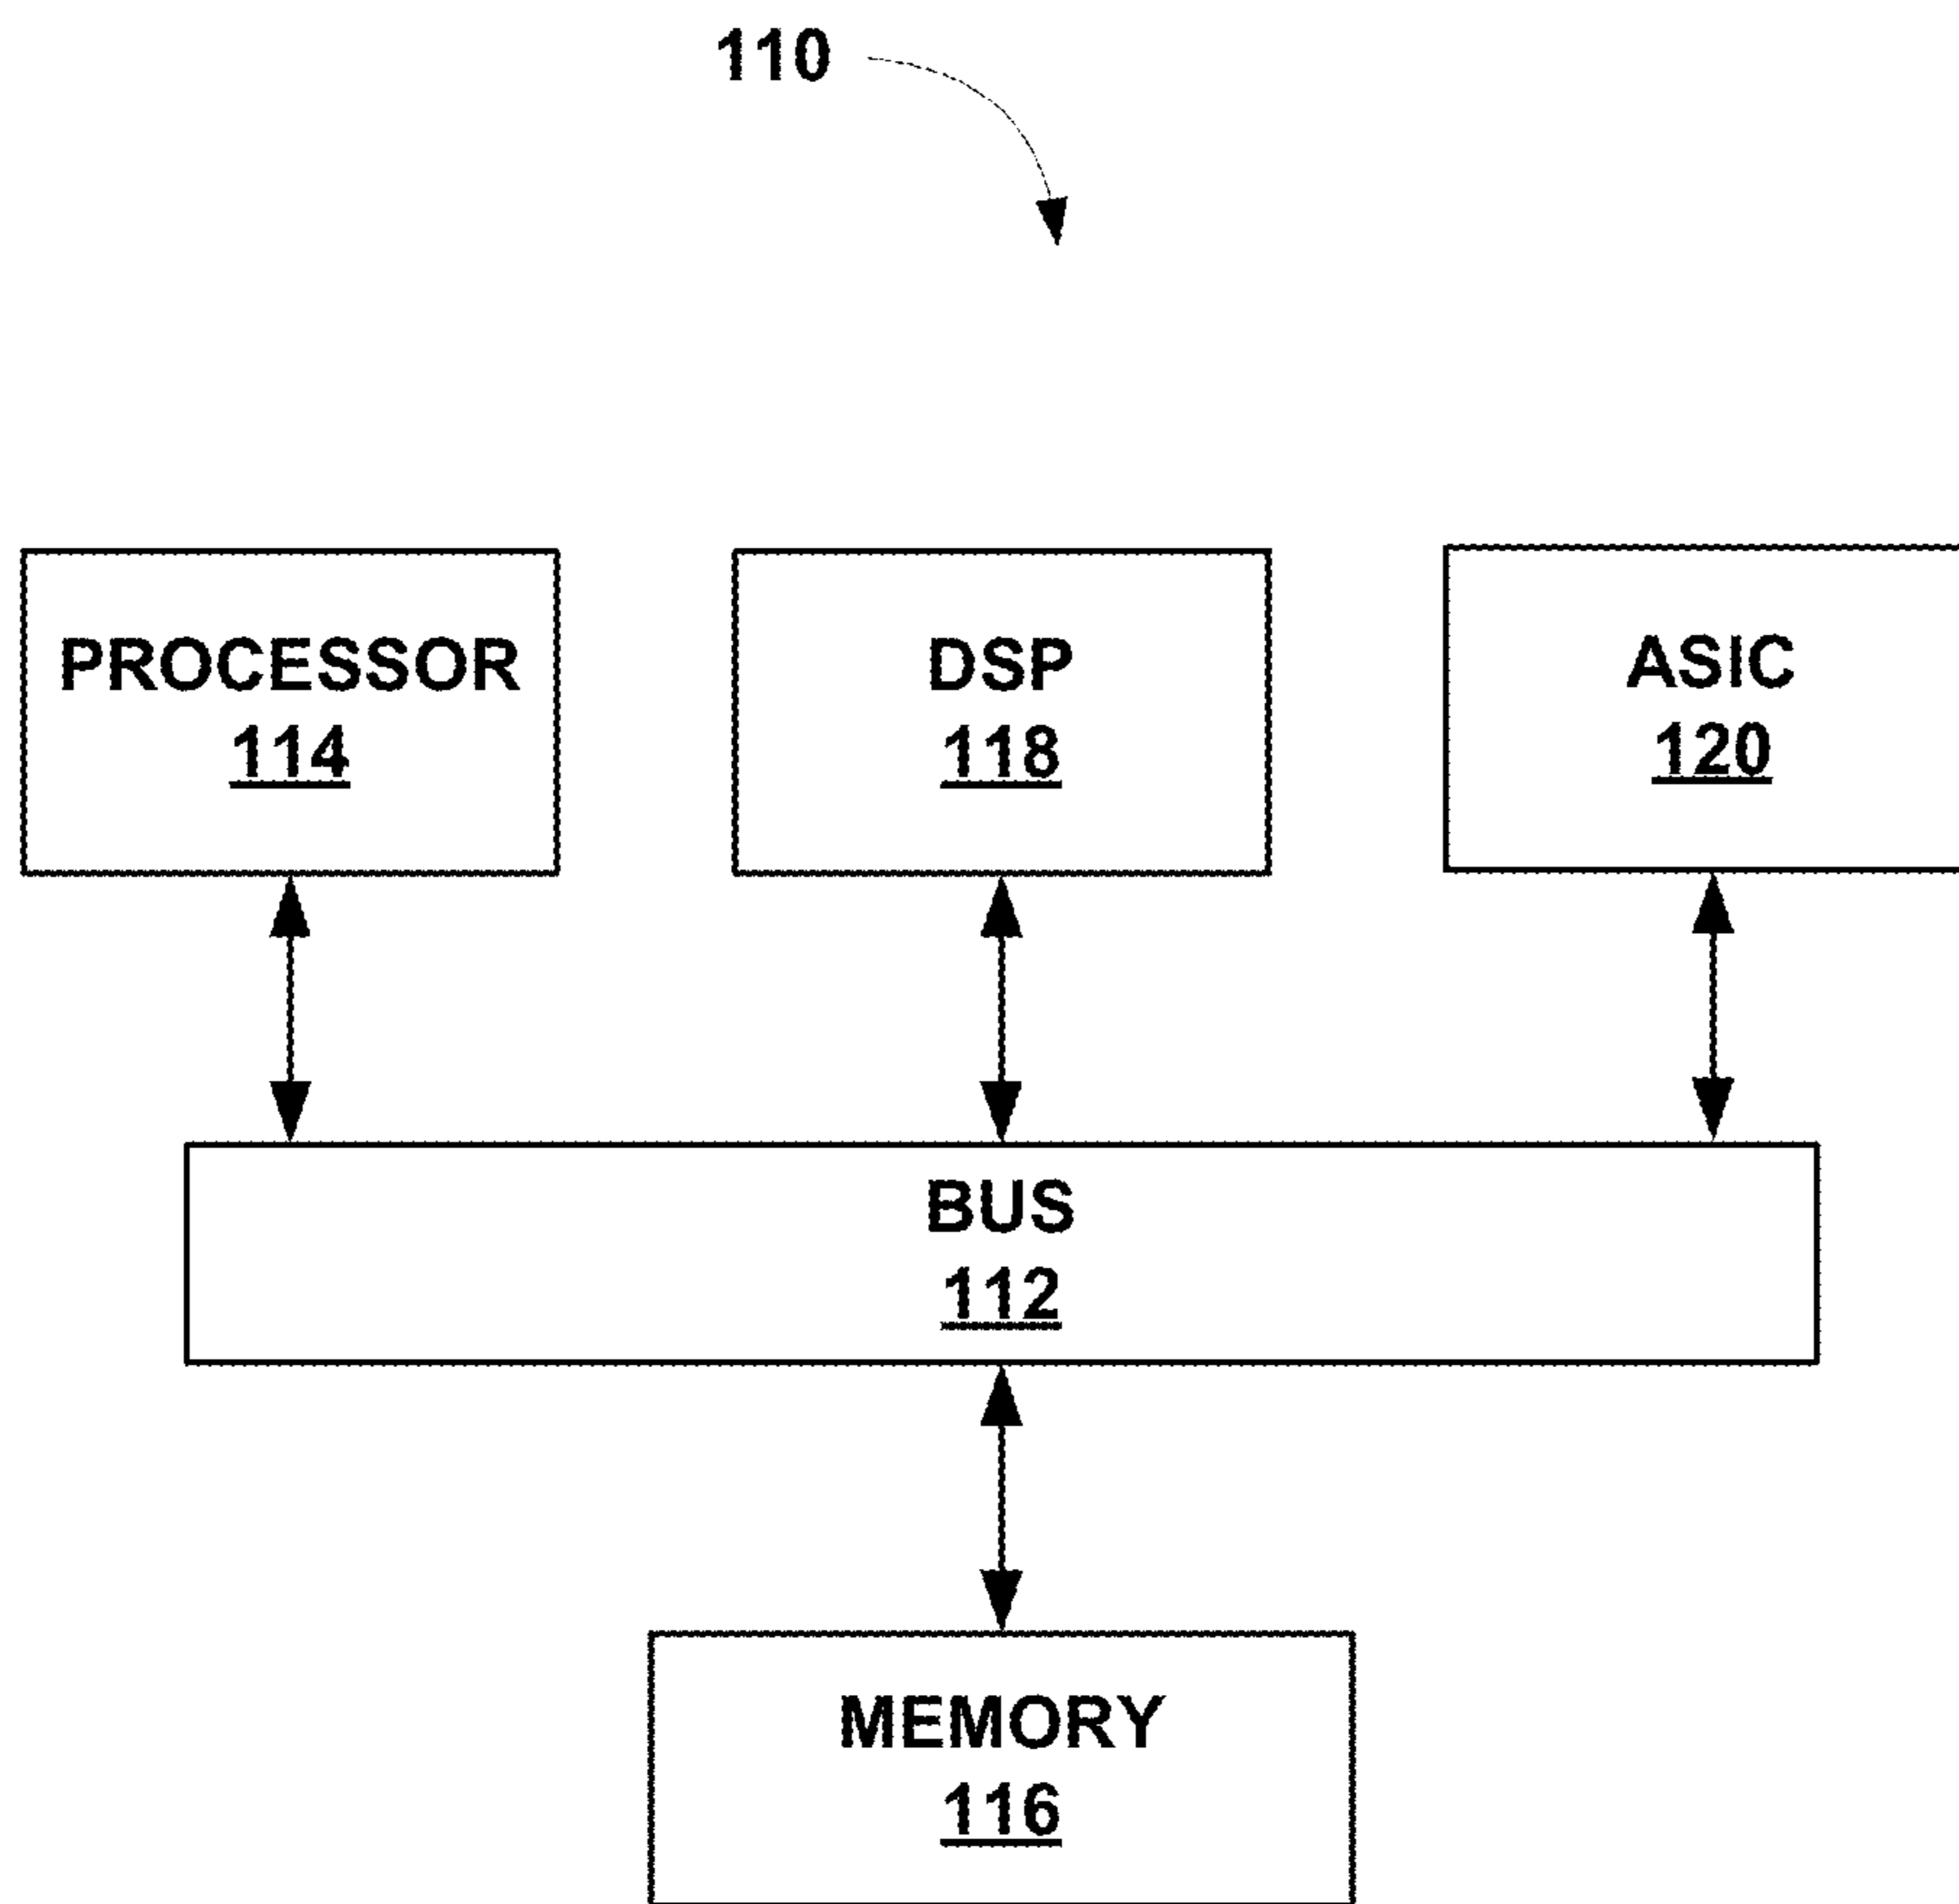 110
PROCESSOR
114
DSP
118
ASIC
120
BUS
112
MEMORY
116